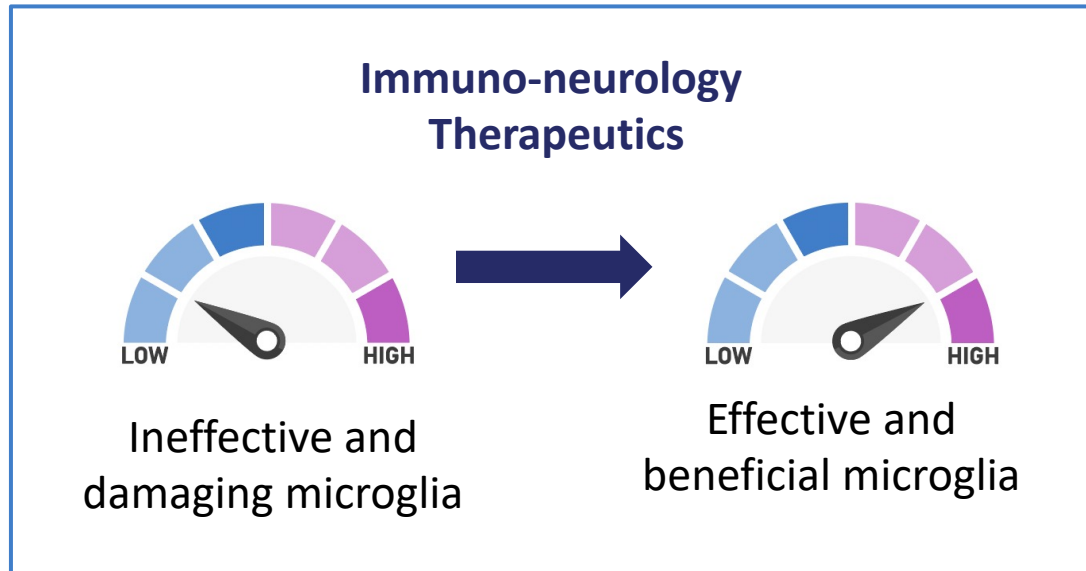 Immuno-neurology
Therapeutics
LOW
HIGH
LOW
HIGH
Ineffective and
damaging microglia
Effective and
beneficial microglia